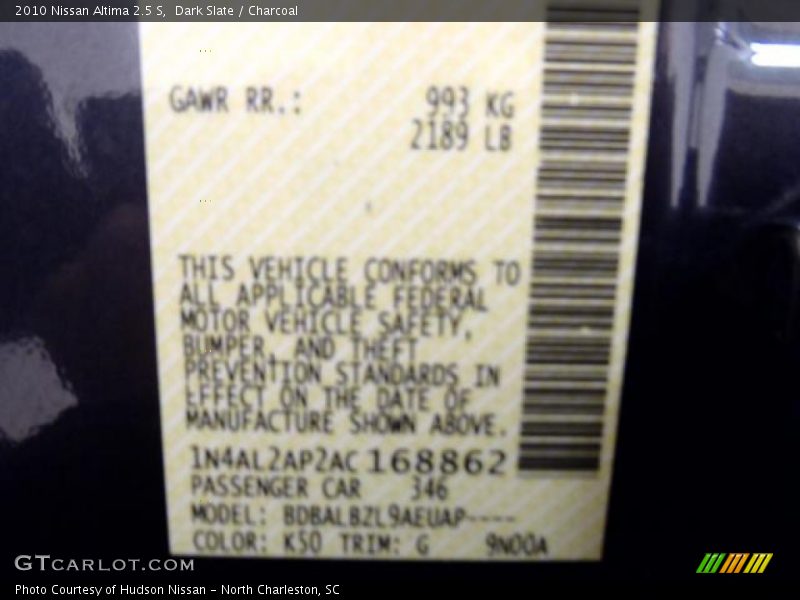 2010 Nissan Altima 2.5 S,  Dark Slate / Charcoal
GAWR RR.: 993 KG
2189 LB
THIS VEHICLE CONFORMS TO
ALL APPLICABLE FEDERAL
MOTOR VEHICLE SAFETY,
BUMPER, AND THEFT
PREVENTION STANDARDS IN
EFFECT ON THE DATE OF
MANUFACTURE SHOWN ABOVE.
1N4AL2AP2AC168862
PASSENGER CAR 346
MODEL: BDBALBZL9AEUAP----
COLOR: K50 TRIM: G 9N00A
GTCARLOT.COM
Photo Courtesy of Hudson Nissan - North Charleston, SC